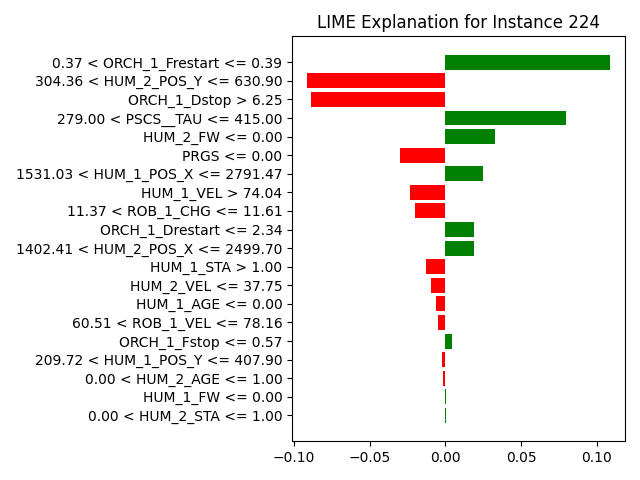 LIME Explanation for Instance 224
0.37 < ORCH_1_Frestart <= 0.39
304.36 < HUM_2_POS_Y <= 630.90
ORCH_1_Dstop > 6.25
279.00 < PSCS__TAU <= 415.00
HUM_2_FW <= 0.00
PRGS <= 0.00
1531.03 < HUM_1_POS_X <= 2791.47
HUM_1_VEL > 74.04
11.37 < ROB_1_CHG <= 11.61
ORCH_1_Drestart <= 2.34
1402.41 < HUM_2_POS_X <= 2499.70
HUM_1_STA > 1.00
HUM_2_VEL <= 37.75
HUM_1_AGE <= 0.00
60.51 < ROB_1_VEL <= 78.16
ORCH_1_Fstop <= 0.57
209.72 < HUM_1_POS_Y <= 407.90
0.00 < HUM_2_AGE <= 1.00
HUM_1_FW <= 0.00
0.00 < HUM_2_STA <= 1.00
−0.10 −0.05 0.00 0.05 0.10